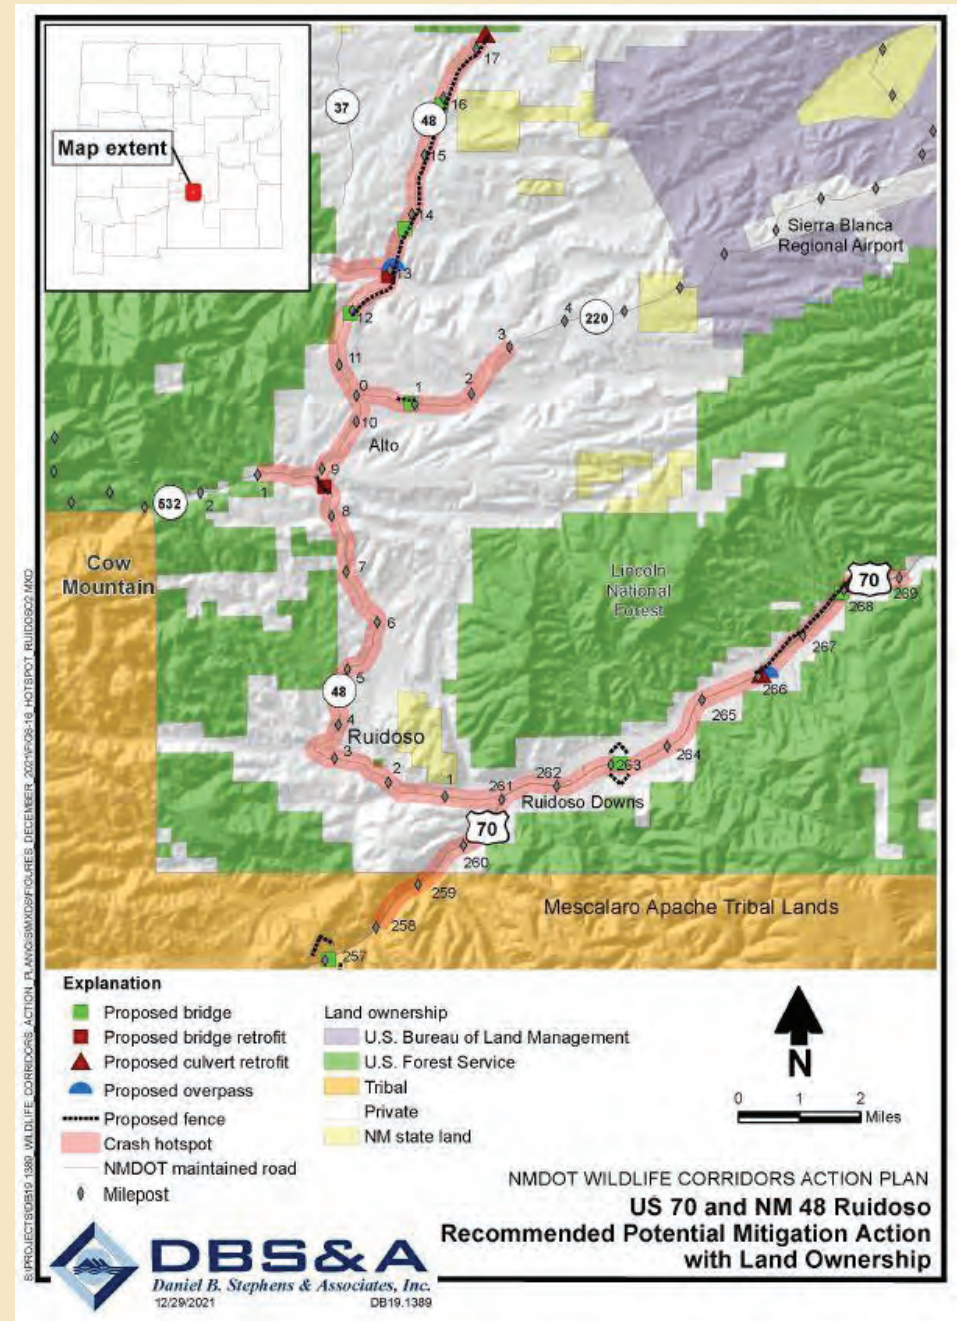 Map extent
37
17
16
48
15
14
13
12
11
0
1
2
3
4
220
Sierra Blanca
Regional Airport
10
Alto
9
1
2
532
8
7
6
5
48
4
Ruidoso
3
2
1
Cow
Mountain
Lincoln
National
Forest
70
269
268
267
266
265
264
263
262
261
Ruidoso Downs
70
260
259
258
257
Mescalaro Apache Tribal Lands
Explanation
Proposed bridge
Proposed bridge retrofit
Proposed culvert retrofit
Proposed overpass
Proposed fence
Crash hotspot
NMDOT maintained road
Milepost
Land ownership
U.S. Bureau of Land Management
U.S. Forest Service
Tribal
Private
NM state land
N
0 1 2
Miles
NMDOT WILDLIFE CORRIDORS ACTION PLAN
US 70 and NM 48 Ruidoso
Recommended Potential Mitigation Action
with Land Ownership
DBS&A
Daniel B. Stephens & Associates, Inc.
12/29/2021 DB19.1389